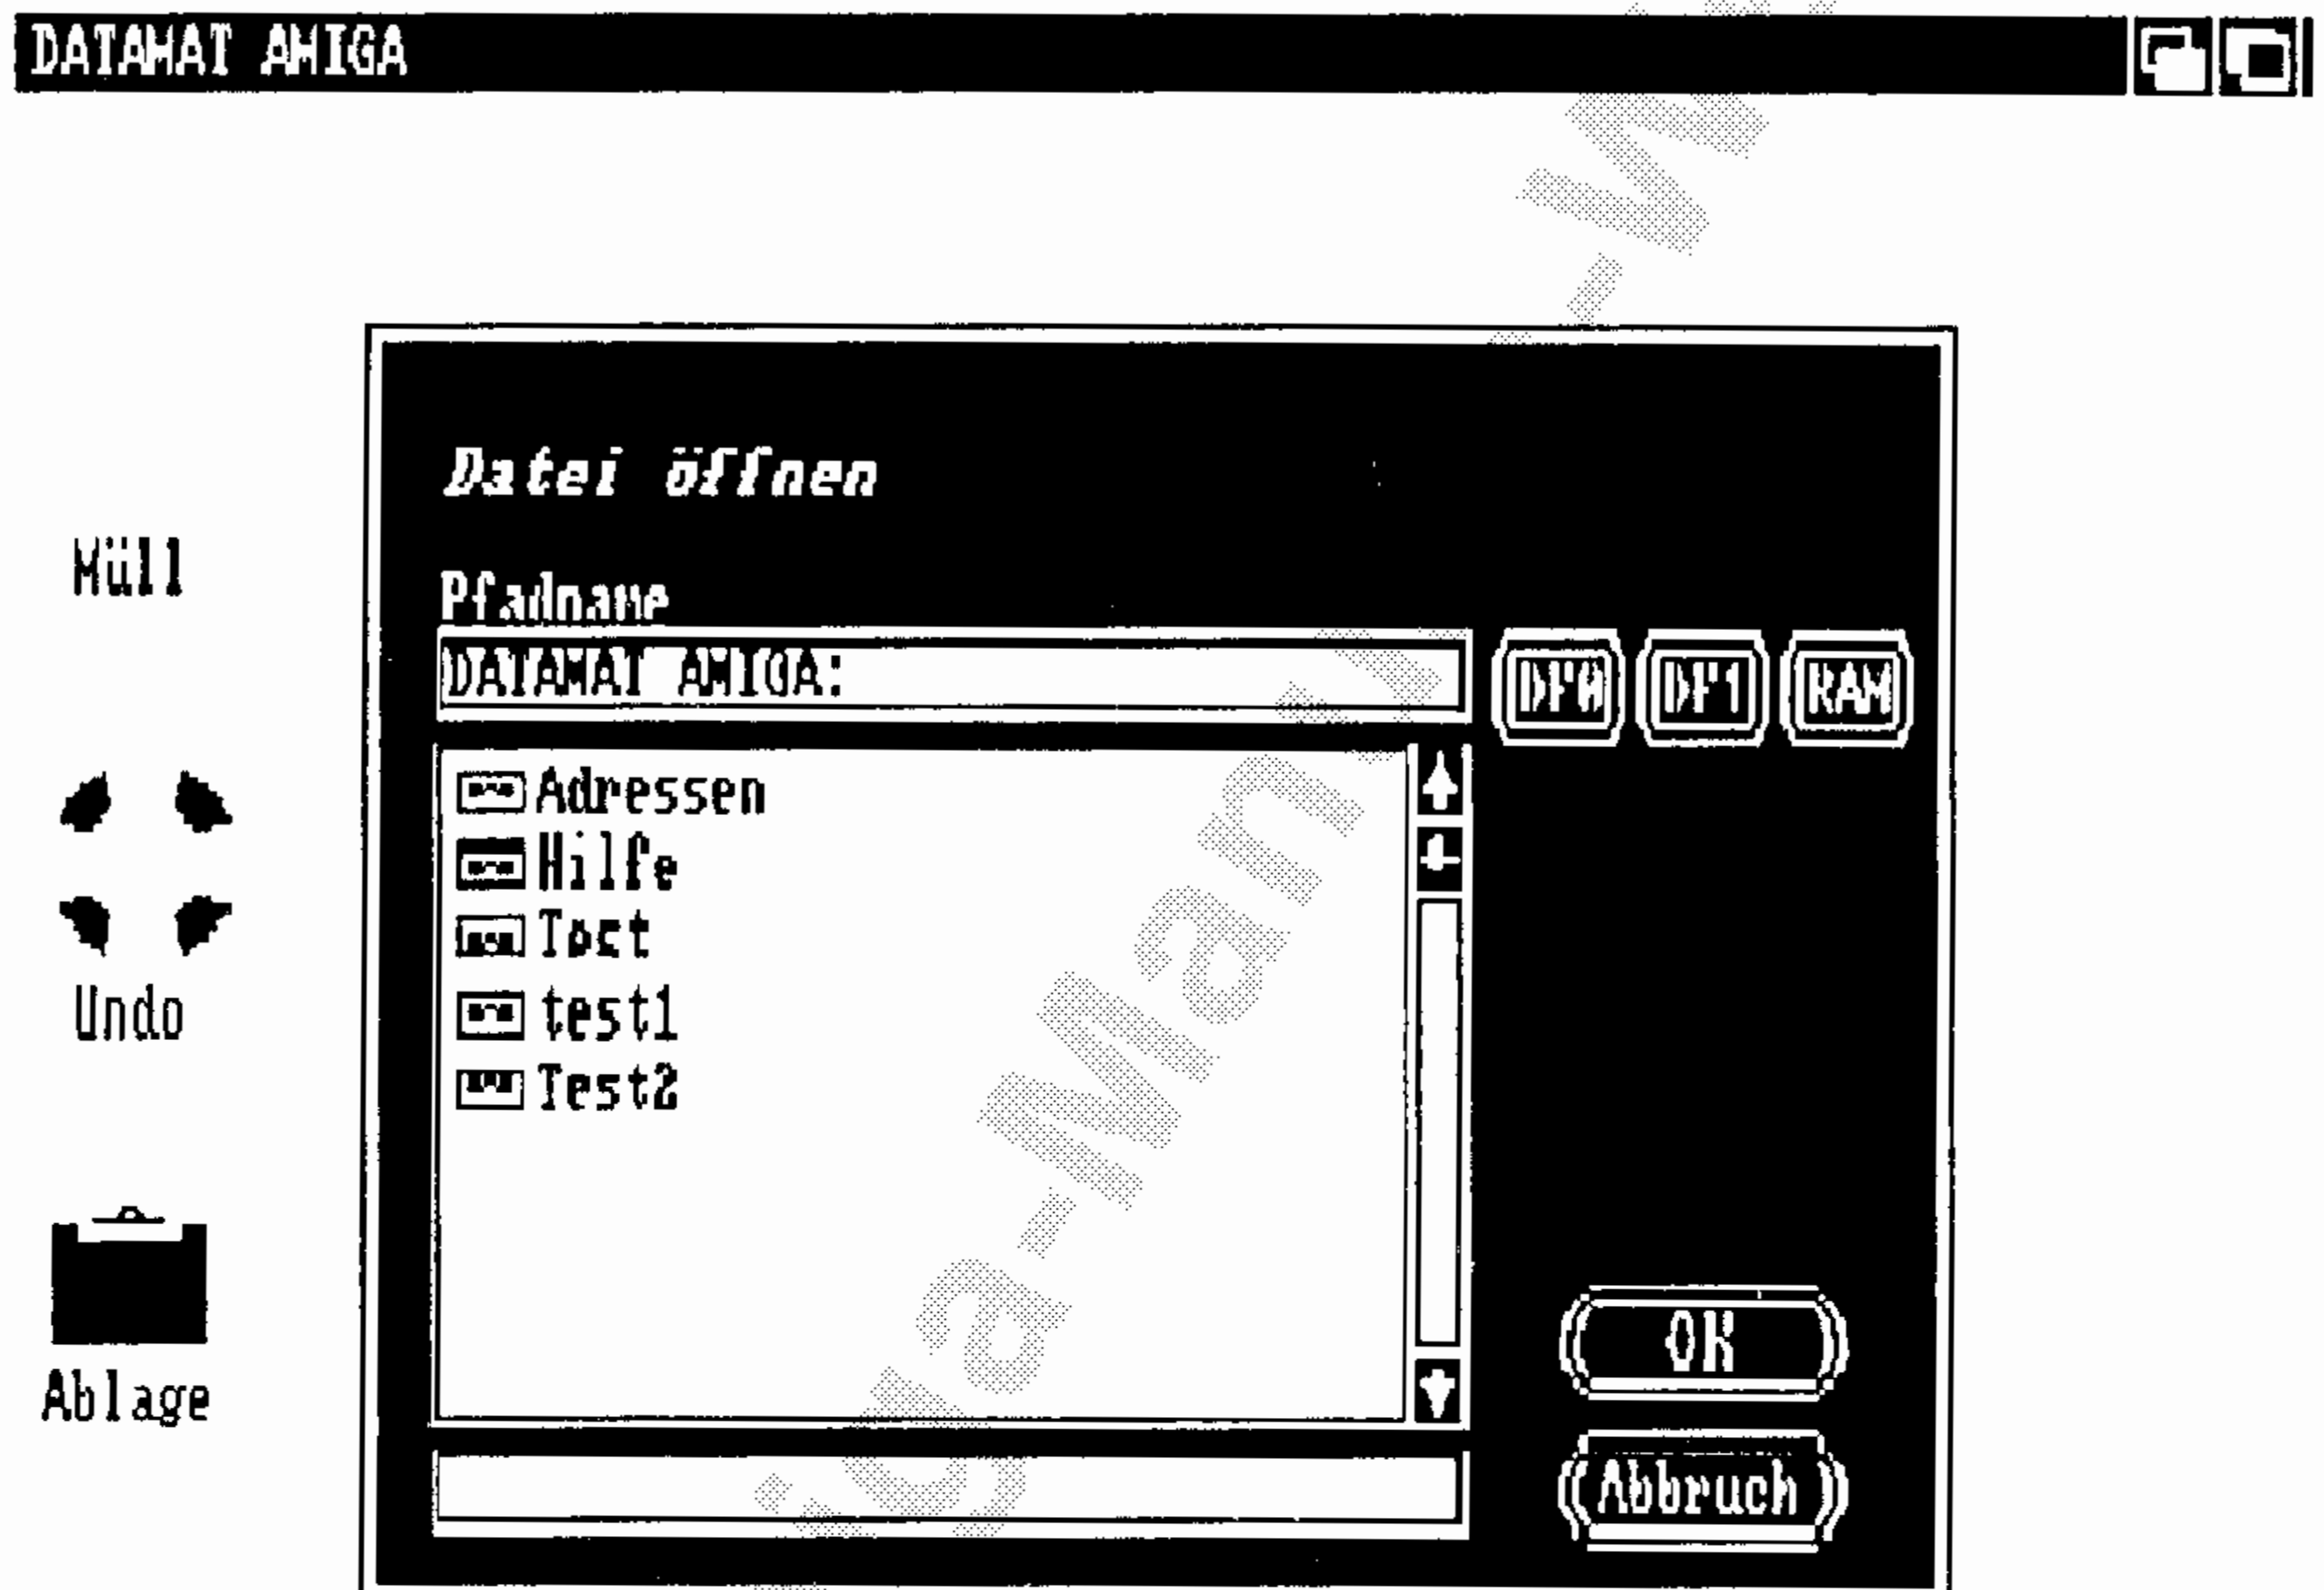 DATAMAT AMIGA
Datei öffnen
Müll
Pfadname
DATAMAT AMIGA:
DF0 DF1 RAM
Adressen
Hilfe
Test
test1
Undo
Test2
OK
Ablage
Abbruch